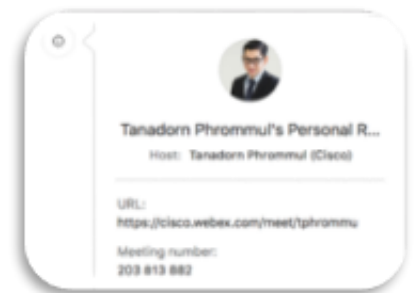 Tanadorn Phrommul's Personal R...
Host: Tanadorn Phrommul (Cisco)
URL:
https://cisco.webex.com/meet/tphrommu
Meeting number:
203 813 882